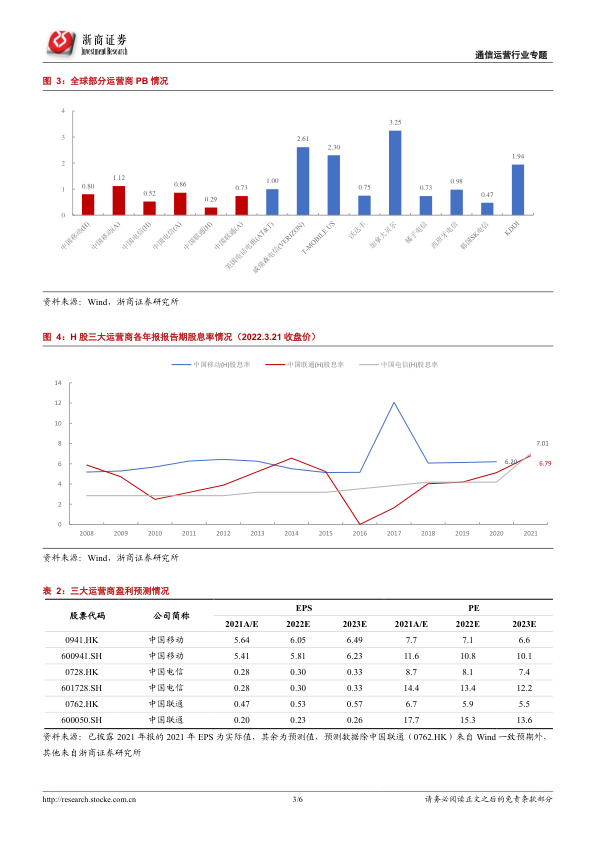 浙商证券
Investment Research
通信运营行业专题
图 3：全球部分运营商 PB 情况
4
3
2
1
0
0.80
1.12
0.52
0.86
0.29
0.73
1.00
2.61
2.30
0.75
3.25
0.73
0.98
0.47
1.94
中国移动(H)
中国移动(A)
中国电信(H)
中国电信(A)
中国联通(H)
中国联通(A)
美国电话电报(AT&T)
威瑞森电信(VERIZON)
T-MOBILE US
沃达丰
加拿大贝尔
橘子电信
西班牙电信
韩国SK电信
KDDI
资料来源：Wind，浙商证券研究所
图 4：H 股三大运营商各年报报告期股息率情况（2022.3.21 收盘价）
中国移动(H)股息率 中国联通(H)股息率 中国电信(H)股息率
14
12
10
8
6
4
2
0
7.01
6.20
6.79
2008 2009 2010 2011 2012 2013 2014 2015 2016 2017 2018 2019 2020 2021
资料来源：Wind，浙商证券研究所
表 2：三大运营商盈利预测情况
股票代码 公司简称 EPS PE
2021A/E 2022E 2023E 2021A/E 2022E 2023E
0941.HK 中国移动 5.64 6.05 6.49 7.7 7.1 6.6
600941.SH 中国移动 5.41 5.81 6.23 11.6 10.8 10.1
0728.HK 中国电信 0.28 0.30 0.33 8.7 8.1 7.4
601728.SH 中国电信 0.28 0.30 0.33 14.4 13.4 12.2
0762.HK 中国联通 0.47 0.53 0.57 6.7 5.9 5.5
600050.SH 中国联通 0.20 0.23 0.26 17.7 15.3 13.6
资料来源：已披露 2021 年报的 2021 年 EPS 为实际值，其余为预测值，预测数据除中国联通（0762.HK）来自 Wind 一致预期外，
其他来自浙商证券研究所
http://research.stocke.com.cn 3/6 请务必阅读正文之后的免责条款部分